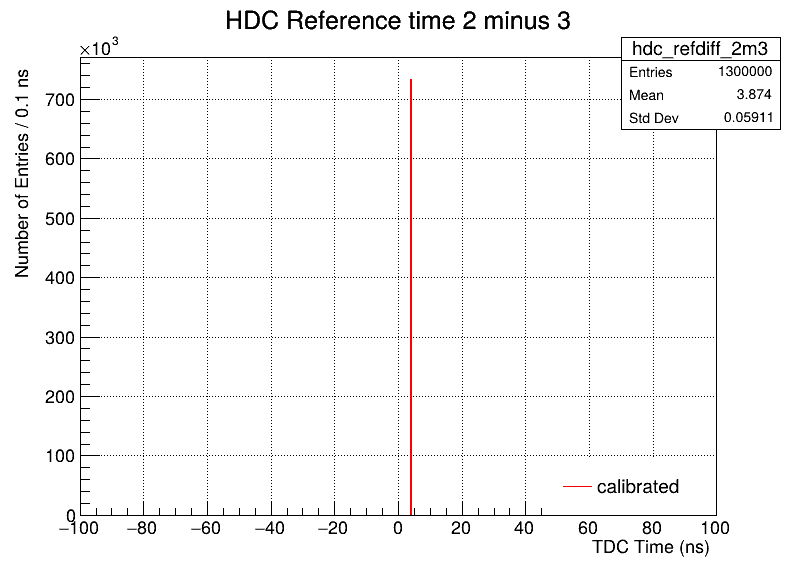 HDC Reference time 2 minus 3
×10³
hdc_refdiff_2m3
Entries 1300000
Mean 3.874
Std Dev 0.05911
Number of Entries / 0.1 ns
700
600
500
400
300
200
100
0
−100 −80 −60 −40 −20 0 20 40 60 80 100
TDC Time (ns)
calibrated